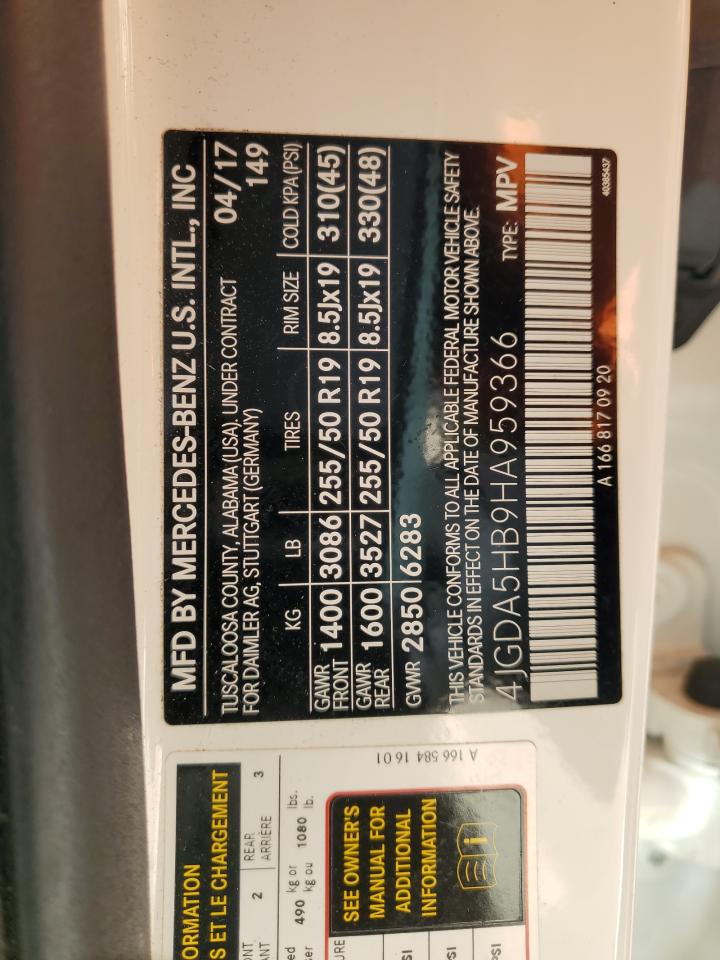 MFD BY MERCEDES-BENZ U.S. INTL., INC
TUSCALOOSA COUNTY, ALABAMA (USA), UNDER CONTRACT 04/17
FOR DAIMLER AG, STUTTGART (GERMANY) 149
KG LB TIRES RIM SIZE COLD KPA (PSI)
GAWR FRONT 1400 3086 255/50 R19 8.5Jx19 310(45)
GAWR REAR 1600 3527 255/50 R19 8.5Jx19 330(48)
GVWR 2850 6283
THIS VEHICLE CONFORMS TO ALL APPLICABLE FEDERAL MOTOR VEHICLE SAFETY
STANDARDS IN EFFECT ON THE DATE OF MANUFACTURE SHOWN ABOVE.
4JGDA5HB9HA959366 TYPE: MPV
A 166 817 09 20
40385437
ET LE CHARGEMENT
2 REAR 3
ARRIÈRE
490 kg or 1080 lbs.
kg ou lb.
SEE OWNER'S
MANUAL FOR
ADDITIONAL
INFORMATION
A 166 584 16 01